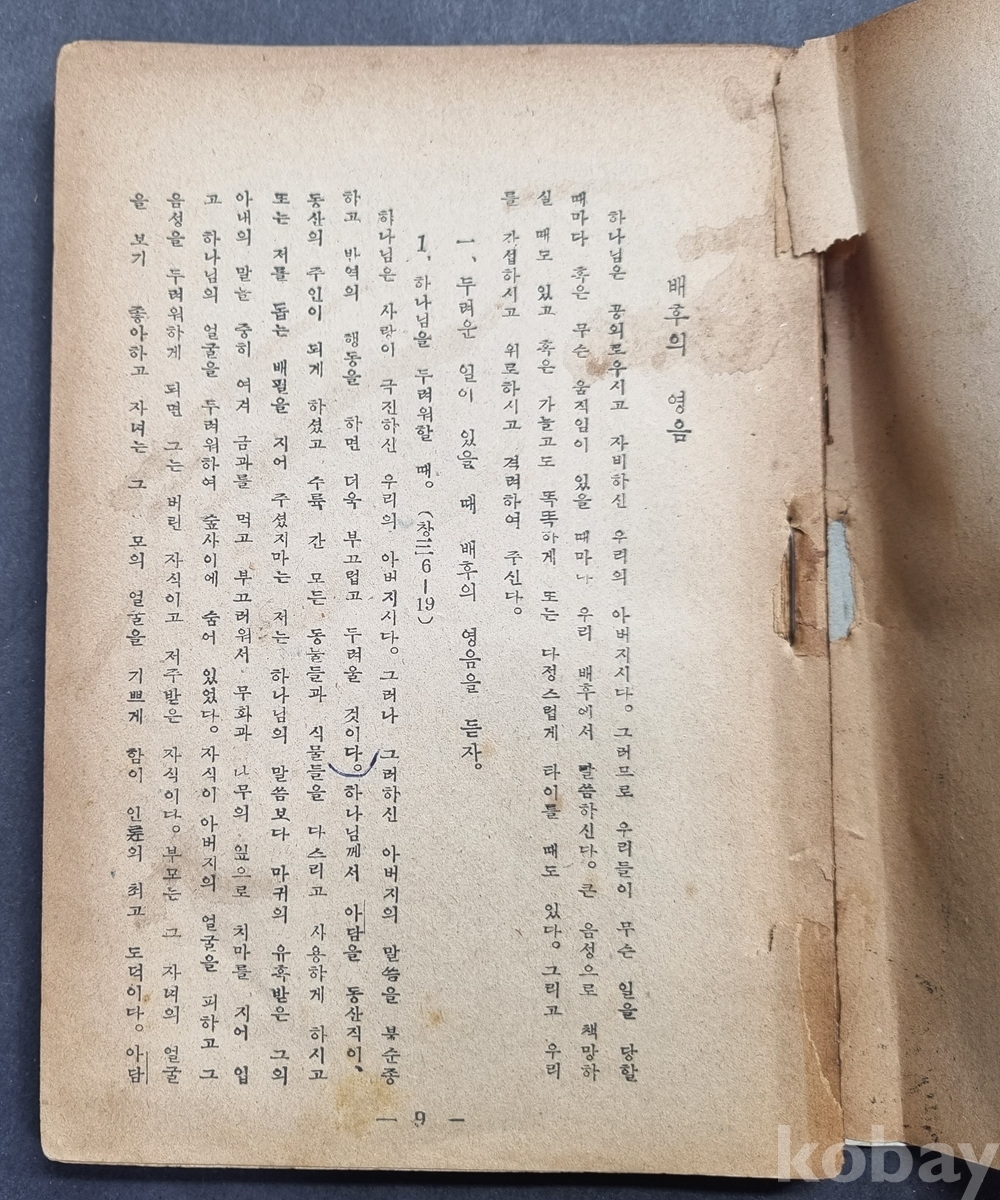 배후의 영음
하나님은 공의로우시고 자비하신 우리의 아버지시다。그러므로 우리들이 무슨 일을 당할
때마다 혹은 무슨 움직임이 있을 때마다 우리 배후에서 말씀하신다。큰 음성으로 책망하
실 때도 있고 혹은 가늘고도 똑똑하게 또는 다정스럽게 타이를 때도 있다。그리고 우리
를 간섭하시고 위로하시고 격려하여 주신다。
一、두려운 일이 있을 때 배후의 영음을 듣자。
1、하나님을 두려워할 때。(창三 6—19)
하나님은 사랑이 극진하신 우리의 아버지시다。그러나 그러하신 아버지의 말씀을 불순종
하고 반역의 행동을 하면 더욱 부끄럽고 두려울 것이다。하나님께서 아담을 동산직이、
동산의 주인이 되게 하셨고 수륙 간 모든 동물들과 식물들을 다스리고 사용하게 하시고
또는 저를 돕는 배필을 지어 주셨지마는 저는 하나님의 말씀보다 마귀의 유혹받은 그의
아내의 말을 중히 여겨 금과를 먹고 부끄러워서 무화과 나무의 잎으로 치마를 지어 입
고 하나님의 얼굴을 두려워하여 숲사이에 숨어 있었다。자식이 아버지의 얼굴을 피하고 그
음성을 두려워하게 되면 그는 버린 자식이고 저주받은 자식이다。부모는 그 자녀의 얼굴
을 보기 좋아하고 자녀는 그 모의 얼굴을 기쁘게 함이 인륜의 최고 도덕이다。아담
— 9 —
kobay